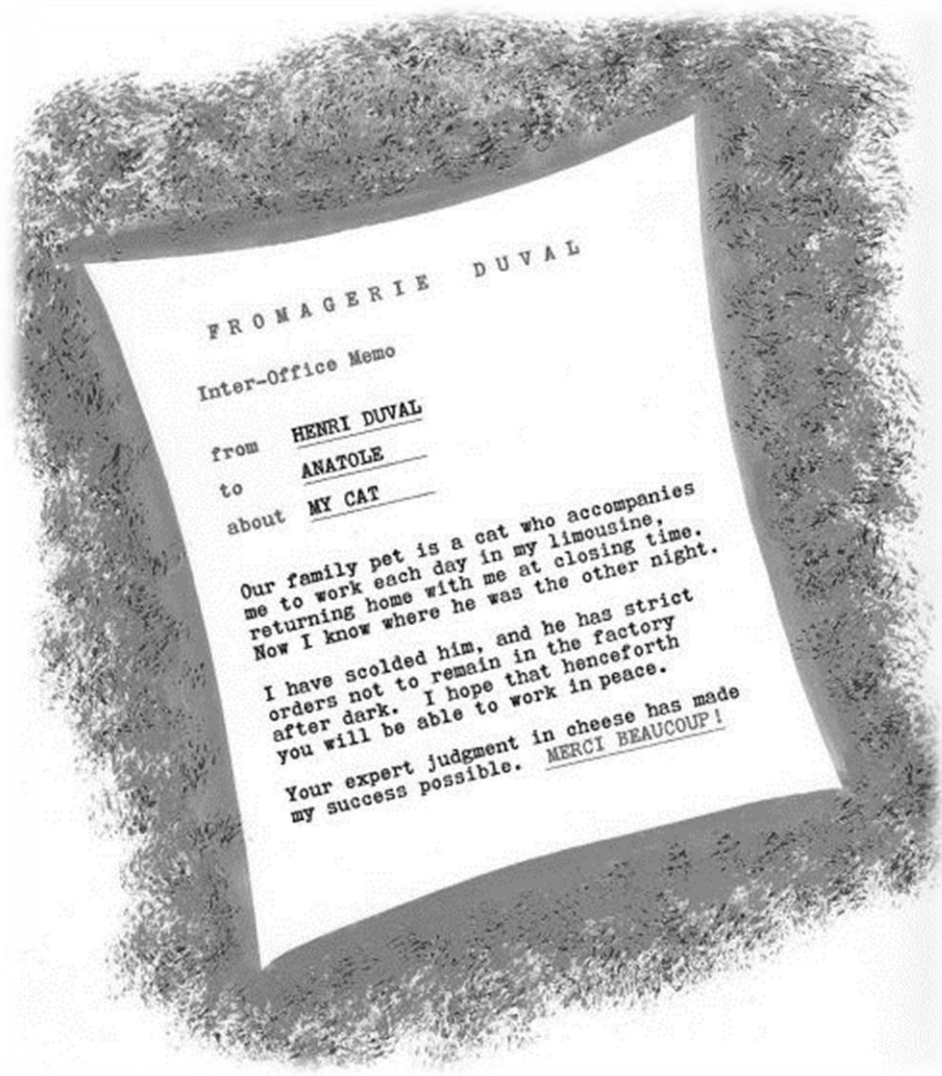 FROMAGERIE DUVAL
Inter-Office Memo
from HENRI DUVAL
to ANATOLE
about MY CAT
Our family pet is a cat who accompanies
me to work each day in my limousine,
returning home with me at closing time.
Now I know where he was the other night.
I have scolded him, and he has strict
orders not to remain in the factory
after dark. I hope that henceforth
you will be able to work in peace.
Your expert judgment in cheese has made
my success possible. MERCI BEAUCOUP!